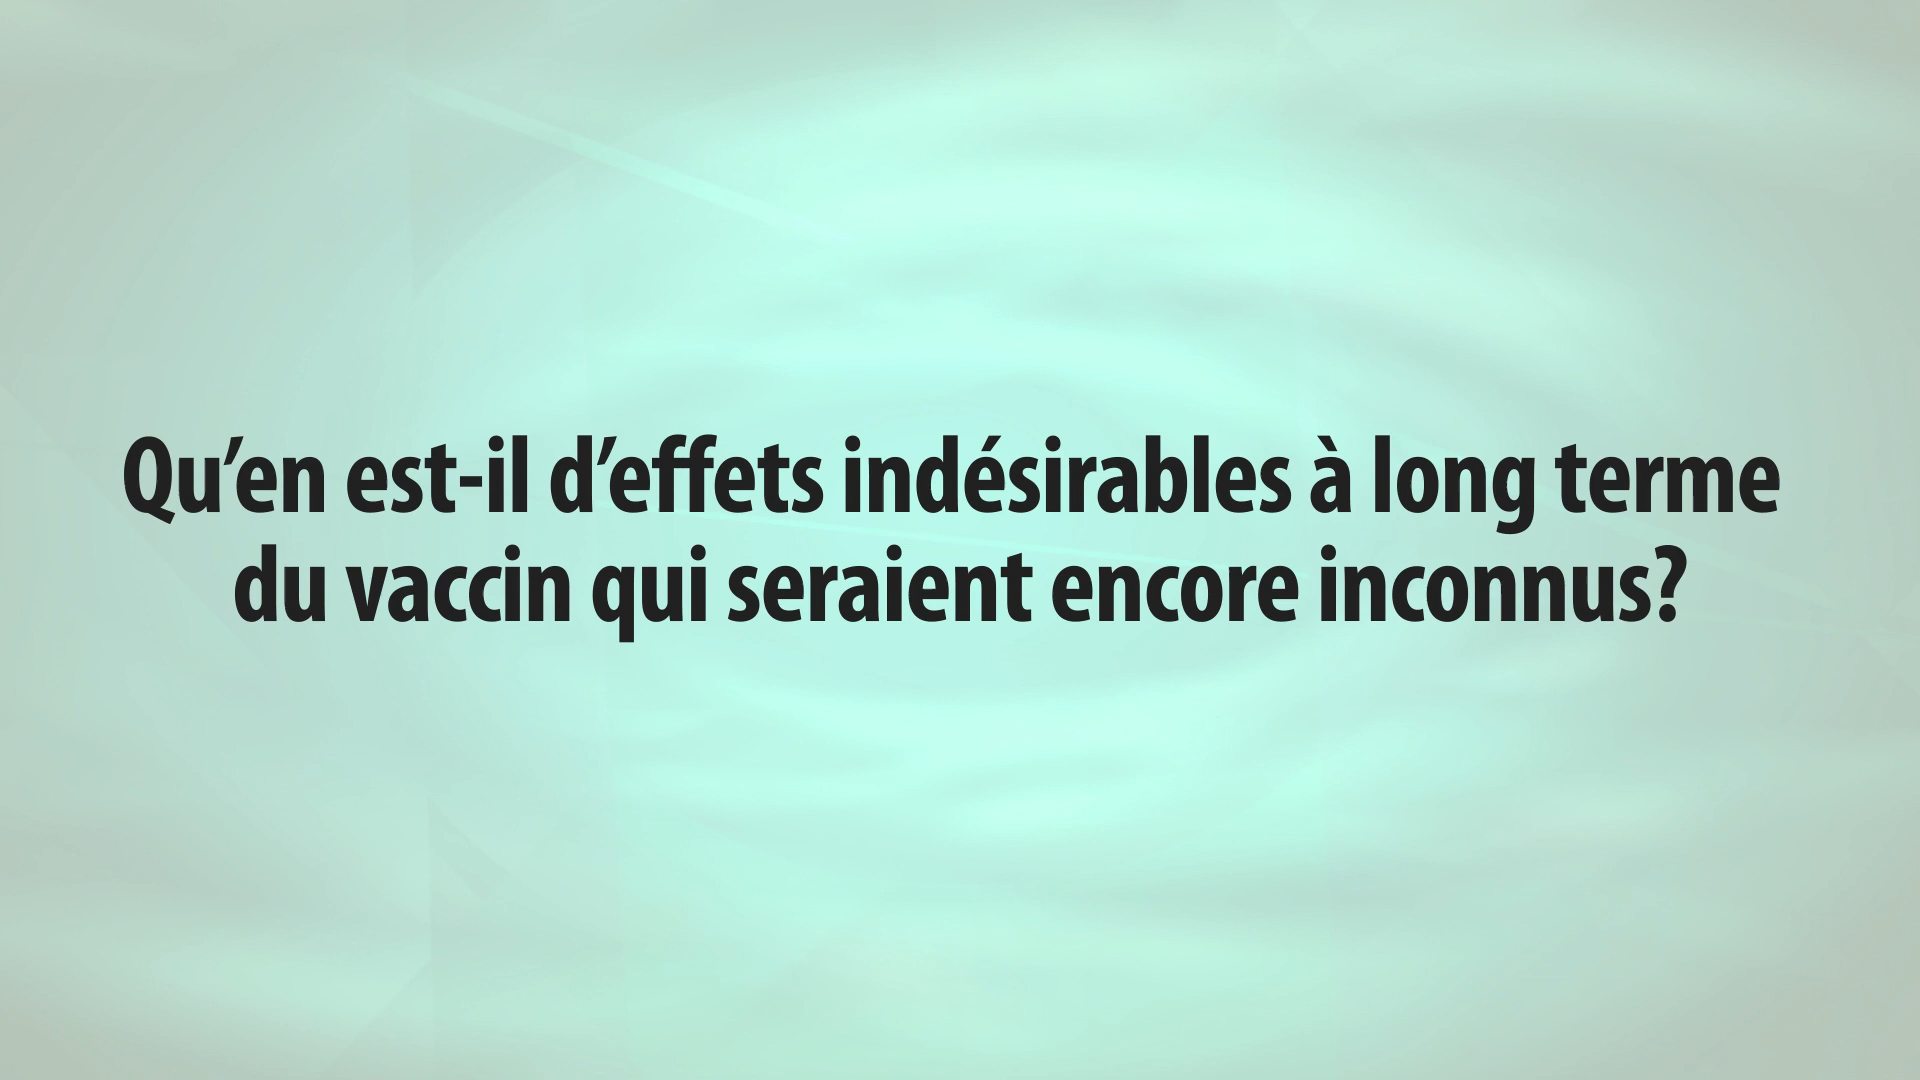 Qu’en est-il d’effets indésirables à long terme
du vaccin qui seraient encore inconnus?